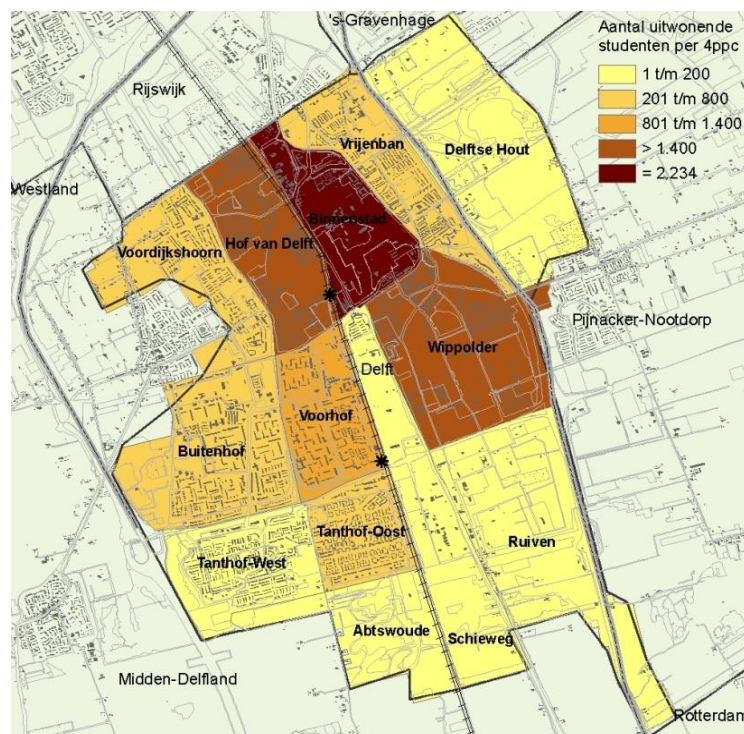 's-Gravenhage
Aantal uitwonende
studenten per 4ppc
1 t/m 200
201 t/m 800
801 t/m 1.400
> 1.400
= 2,234
Rijswijk
Vrijenban
Delftse Hout
Westland
Binnenstad
Hof van Delft
Voordijkshoorn
Pijnacker-Nootdorp
Wippolder
Delft
Voorhof
Buitenhof
Tanthof-Oost
Ruiven
Tanthof-West
Abtswoude
Schieweg
Midden-Delfland
Rotterdam